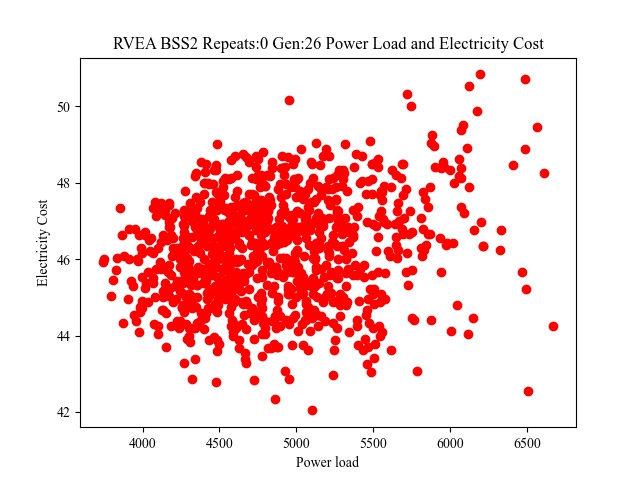 RVEA BSS2 Repeats:0 Gen:26 Power Load and Electricity Cost
50
48
46
44
42
Electricity Cost
4000 4500 5000 5500 6000 6500
Power load